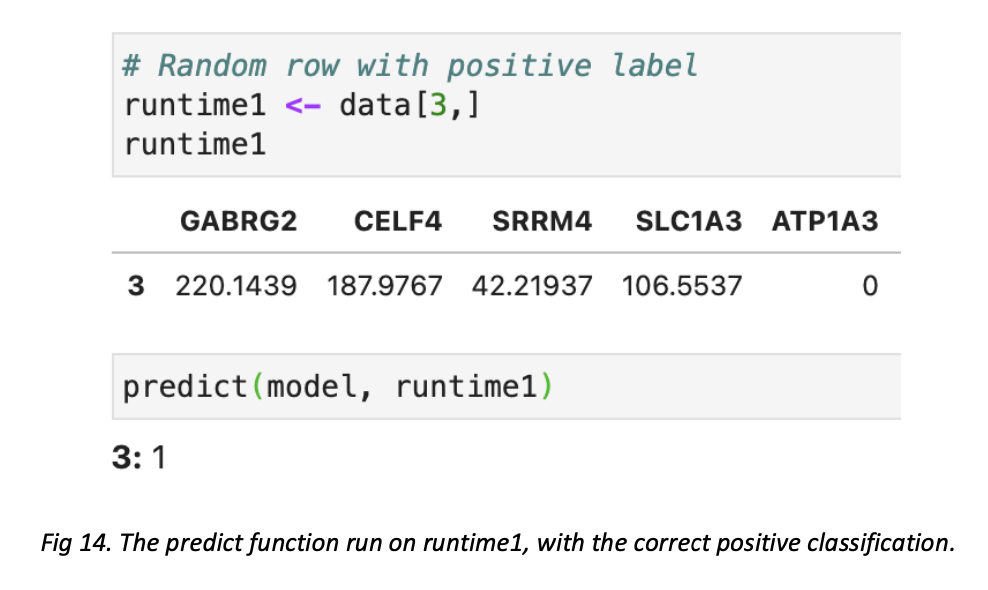 # Random row with positive label
runtime1 <- data[3,]
runtime1
GABRG2 CELF4 SRRM4 SLC1A3 ATP1A3
3 220.1439 187.9767 42.21937 106.5537 0
predict(model, runtime1)
3: 1
Fig 14. The predict function run on runtime1, with the correct positive classification.